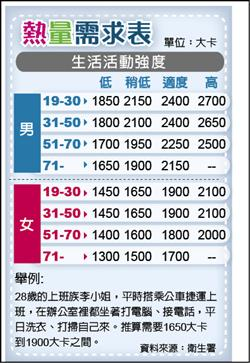 熱量需求表
單位：大卡
生活活動強度
低 稍低 適度 高
男
19-30 1850 2150 2400 2700
31-50 1800 2100 2400 2650
51-70 1700 1950 2250 2500
71- 1650 1900 2150 --
女
19-30 1450 1650 1900 2100
31-50 1450 1650 1900 2100
51-70 1400 1600 1800 2000
71- 1300 1500 1700 --
舉例:
28歲的上班族李小姐，平時搭乘公車捷運上
班，在辦公室裡都坐著打電腦、接電話，平
日洗衣、打掃自己來。推算需要1650大卡
到1900大卡之間。
資料來源：衛生署